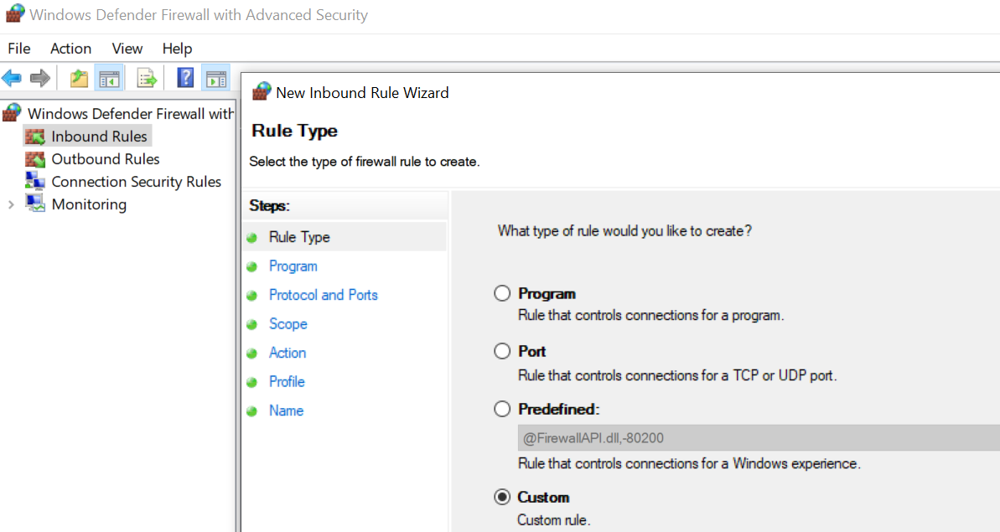 Windows Defender Firewall with Advanced Security
File Action View Help
New Inbound Rule Wizard
Windows Defender Firewall with
Inbound Rules
Outbound Rules
Connection Security Rules
Monitoring
Rule Type
Select the type of firewall rule to create.
Steps:
Rule Type
Program
Protocol and Ports
Scope
Action
Profile
Name
What type of rule would you like to create?
Program
Rule that controls connections for a program.
Port
Rule that controls connections for a TCP or UDP port.
Predefined:
@FirewallAPI.dll,-80200
Rule that controls connections for a Windows experience.
Custom
Custom rule.